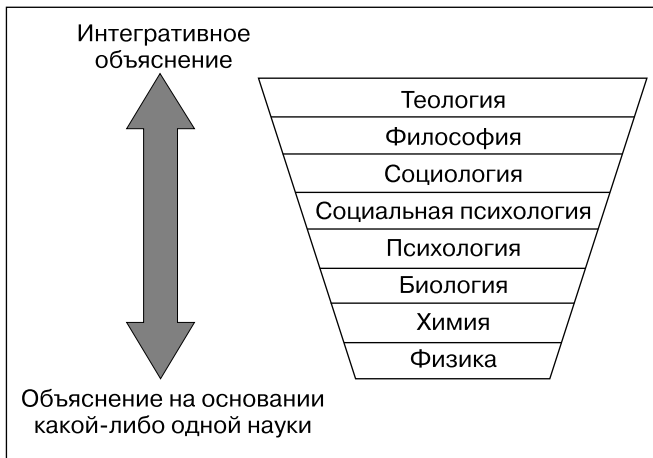 Интегративное
объяснение
Теология
Философия
Социология
Социальная психология
Психология
Биология
Химия
Физика
Объяснение на основании
какой-либо одной науки